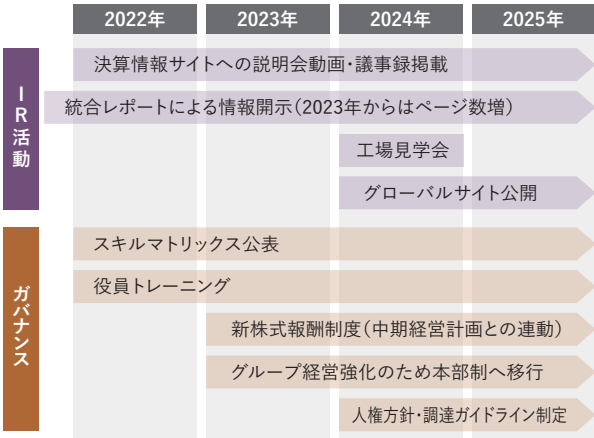 2022年 2023年 2024年 2025年
IR活動
決算情報サイトへの説明会動画・議事録掲載
統合レポートによる情報開示（2023年からはページ数増）
工場見学会
グローバルサイト公開
ガバナンス
スキルマトリックス公表
役員トレーニング
新株式報酬制度（中期経営計画との連動）
グループ経営強化のため本部制へ移行
人権方針・調達ガイドライン制定